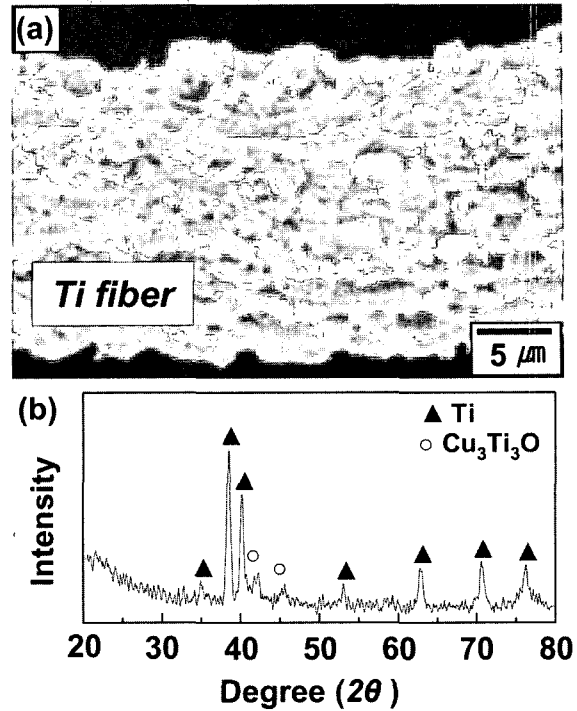 (a)
Ti fiber
5 ㎛
(b)
▲ Ti
○ Cu₃Ti₃O
Intensity
20 30 40 50 60 70 80
Degree (2θ)